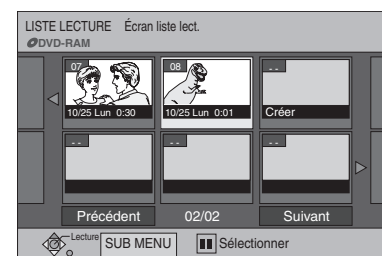 LISTE LECTURE Écran liste lect.
DVD-RAM
07 08 - -
10/25 Lun 0:30 10/25 Lun 0:01 Créer
- - - - - -
Précédent 02/02 Suivant
Lecture SUB MENU Sélectionner